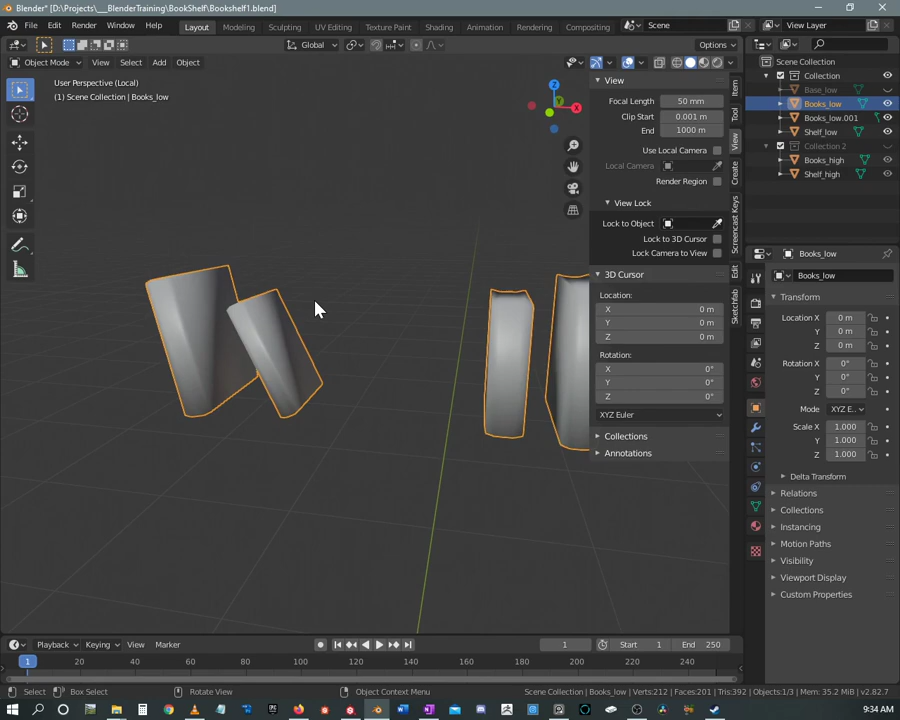 Blender* [D:\Projects\___BlenderTraining\BookShelf\Bookshelf1.blend]
File Edit Render Window Help Layout Modeling Sculpting UV Editing Texture Paint Shading Animation Rendering Compositing Scene View Layer
Global Options
Object Mode View Select Add Object
User Perspective (Local)
(1) Scene Collection | Books_low
Z
X
Y
View
Focal Length 50 mm
Clip Start 0.001 m
End 1000 m
Use Local Camera
Local Camera
Render Region
View Lock
Lock to Object
Lock to 3D Cursor
Lock Camera to View
3D Cursor
Location:
X 0 m
Y 0 m
Z 0 m
Rotation:
X 0°
Y 0°
Z 0°
XYZ Euler
Collections
Annotations
Item
Tool
View
Create
Screencast Keys
Edit
Sketchfab
Scene Collection
Collection
Base_low
Books_low
Books_low.001
Shelf_low
Collection 2
Books_high
Shelf_high
Books_low
Books_low
Transform
Location X 0 m
Y 0 m
Z 0 m
Rotation X 0°
Y 0°
Z 0°
Mode XYZ E..
Scale X 1.000
Y 1.000
Z 1.000
Delta Transform
Relations
Collections
Instancing
Motion Paths
Visibility
Viewport Display
Custom Properties
Playback Keying View Marker 1 Start 1 End 250
1 20 40 60 80 100 120 140 160 180 200 220 240
Select Box Select Rotate View Object Context Menu Scene Collection | Books_low | Verts:212 | Faces:201 | Tris:392 | Objects:1/3 | Mem: 35.2 MiB | v2.82.7
9:34 AM